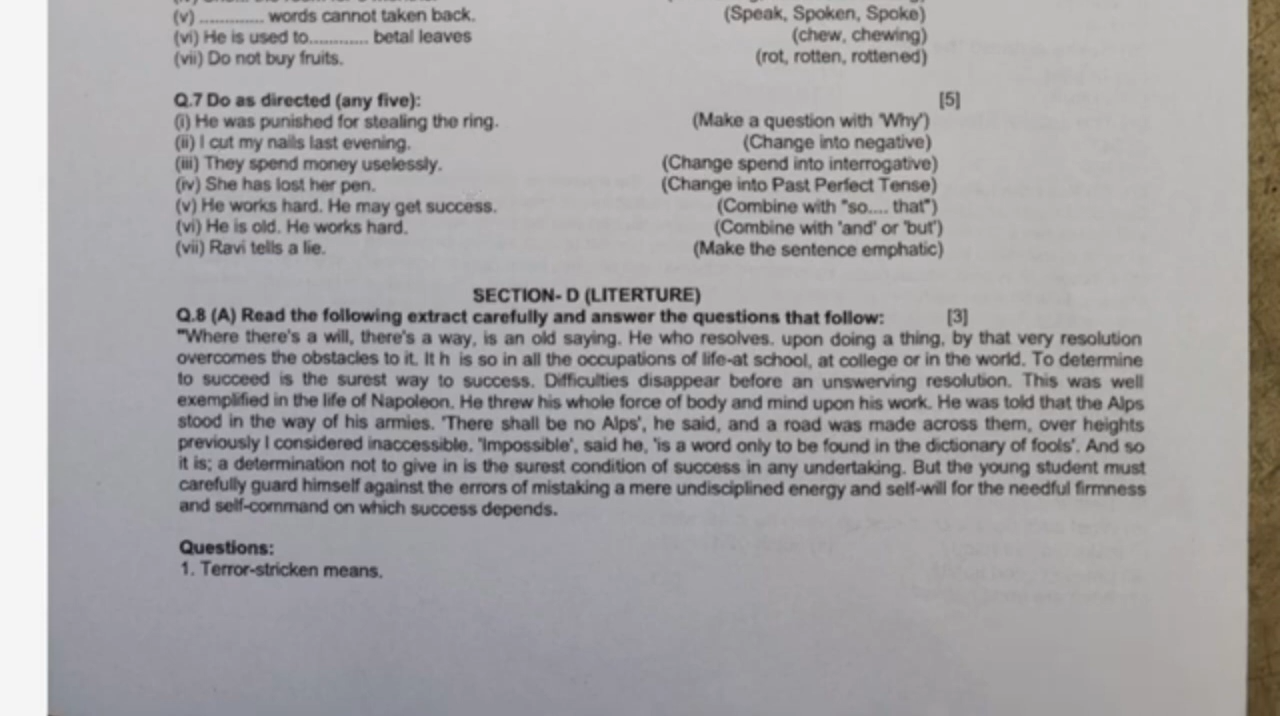 (v) ............. words cannot taken back. (Speak, Spoken, Spoke)
(vi) He is used to............ betal leaves (chew, chewing)
(vii) Do not buy fruits. (rot, rotten, rottened)
Q.7 Do as directed (any five): [5]
(i) He was punished for stealing the ring. (Make a question with 'Why')
(ii) I cut my nails last evening. (Change into negative)
(iii) They spend money uselessly. (Change spend into interrogative)
(iv) She has lost her pen. (Change into Past Perfect Tense)
(v) He works hard. He may get success. (Combine with "so.... that")
(vi) He is old. He works hard. (Combine with 'and' or 'but')
(vii) Ravi tells a lie. (Make the sentence emphatic)
SECTION- D (LITERTURE)
Q.8 (A) Read the following extract carefully and answer the questions that follow: [3]
"Where there's a will, there's a way, is an old saying. He who resolves. upon doing a thing, by that very resolution
overcomes the obstacles to it. It h is so in all the occupations of life-at school, at college or in the world. To determine
to succeed is the surest way to success. Difficulties disappear before an unswerving resolution. This was well
exemplified in the life of Napoleon. He threw his whole force of body and mind upon his work. He was told that the Alps
stood in the way of his armies. 'There shall be no Alps', he said, and a road was made across them, over heights
previously I considered inaccessible. 'Impossible', said he, 'is a word only to be found in the dictionary of fools'. And so
it is; a determination not to give in is the surest condition of success in any undertaking. But the young student must
carefully guard himself against the errors of mistaking a mere undisciplined energy and self-will for the needful firmness
and self-command on which success depends.
Questions:
1. Terror-stricken means.